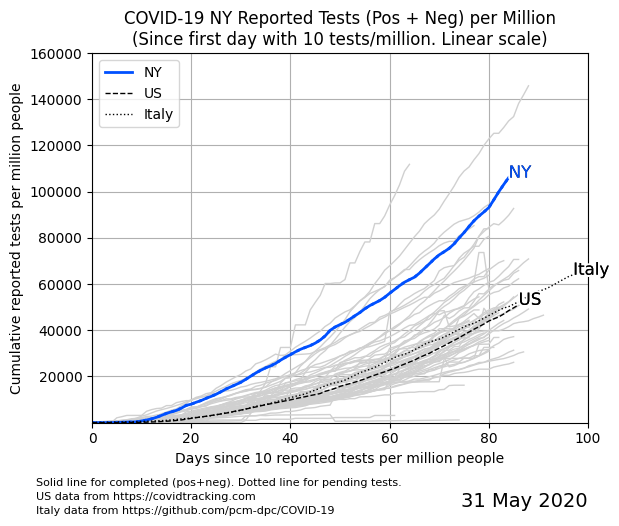 COVID-19 NY Reported Tests (Pos + Neg) per Million
(Since first day with 10 tests/million. Linear scale)
Cumulative reported tests per million people
160000
140000
120000
100000
80000
60000
40000
20000
NY
US
Italy
NY
Italy
US
0 20 40 60 80 100
Days since 10 reported tests per million people
Solid line for completed (pos+neg). Dotted line for pending tests.
US data from https://covidtracking.com
Italy data from https://github.com/pcm-dpc/COVID-19
31 May 2020